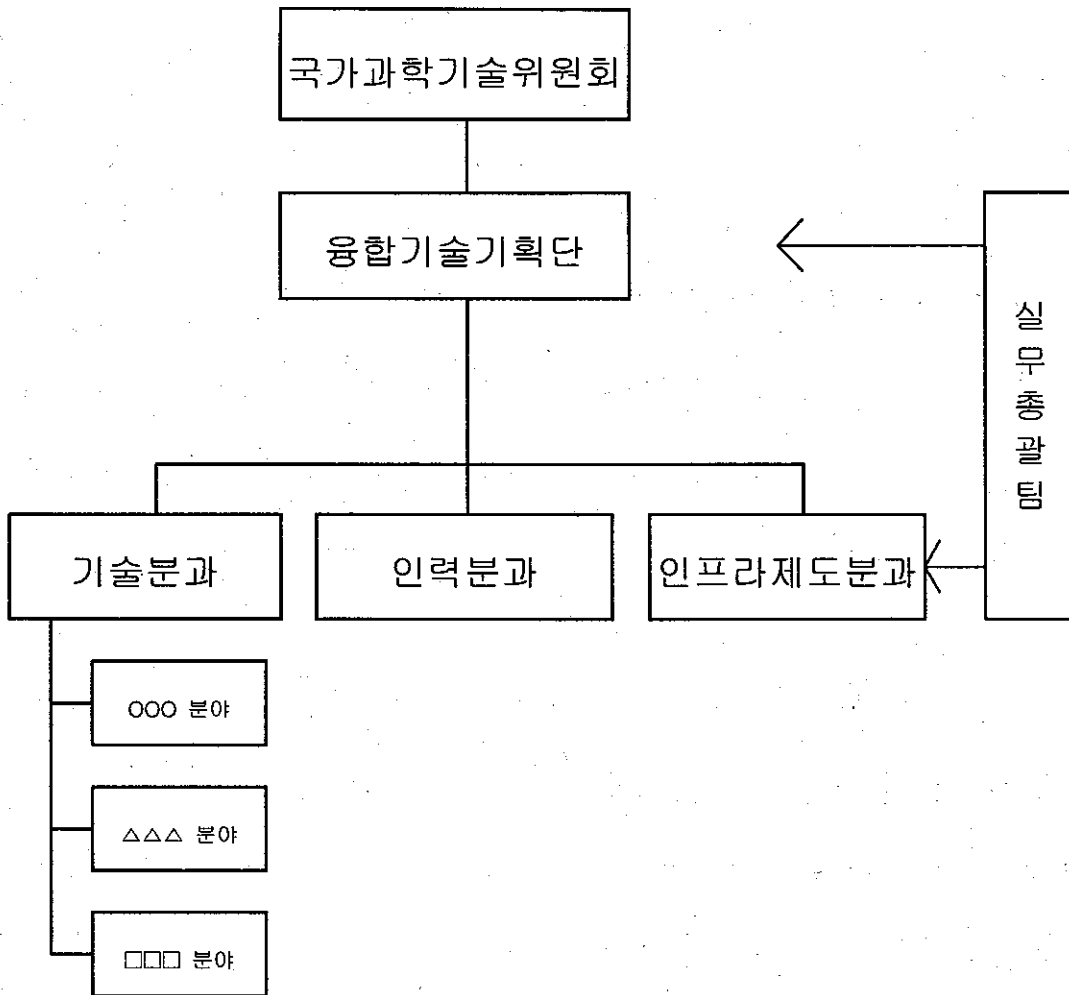 국가과학기술위원회
융합기술기획단
실무총괄팀
기술분과
인력분과
인프라제도분과
○○○ 분야
△△△ 분야
□□□ 분야